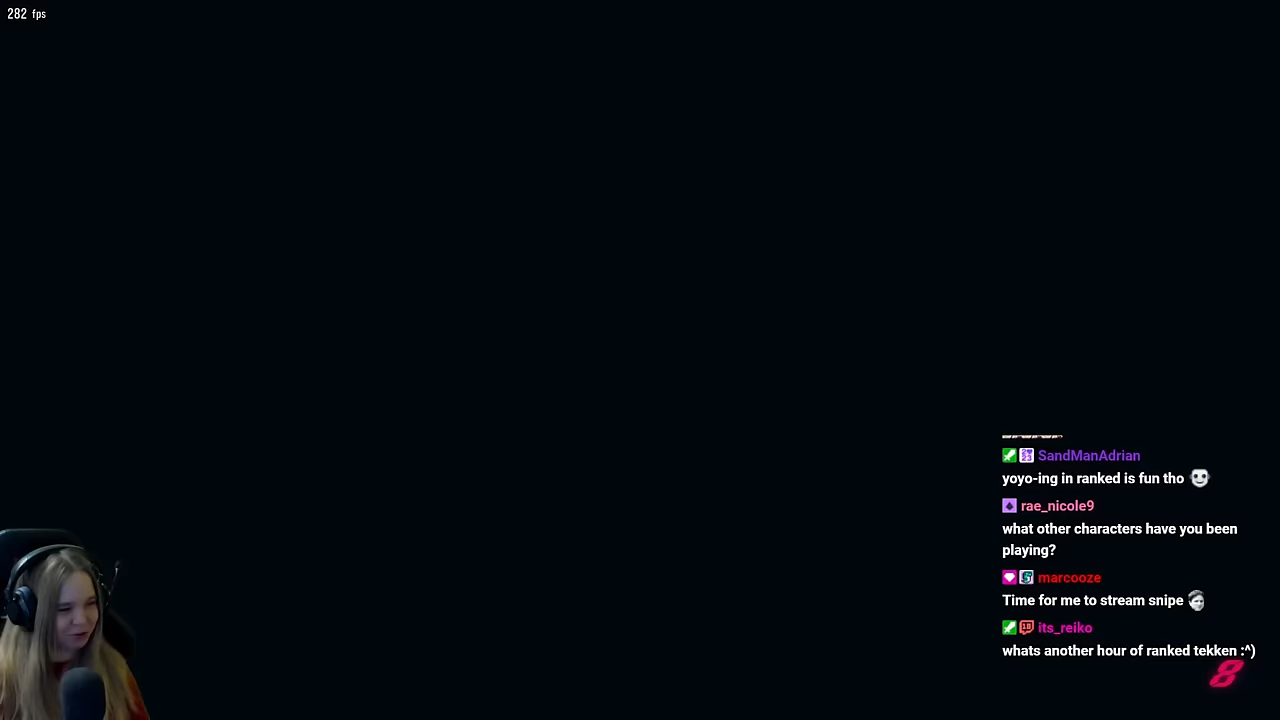 282 fps
SandManAdrian
yoyo-ing in ranked is fun tho
rae_nicole9
what other characters have you been
playing?
marcooze
Time for me to stream snipe
its_reiko
whats another hour of ranked tekken :^)
8